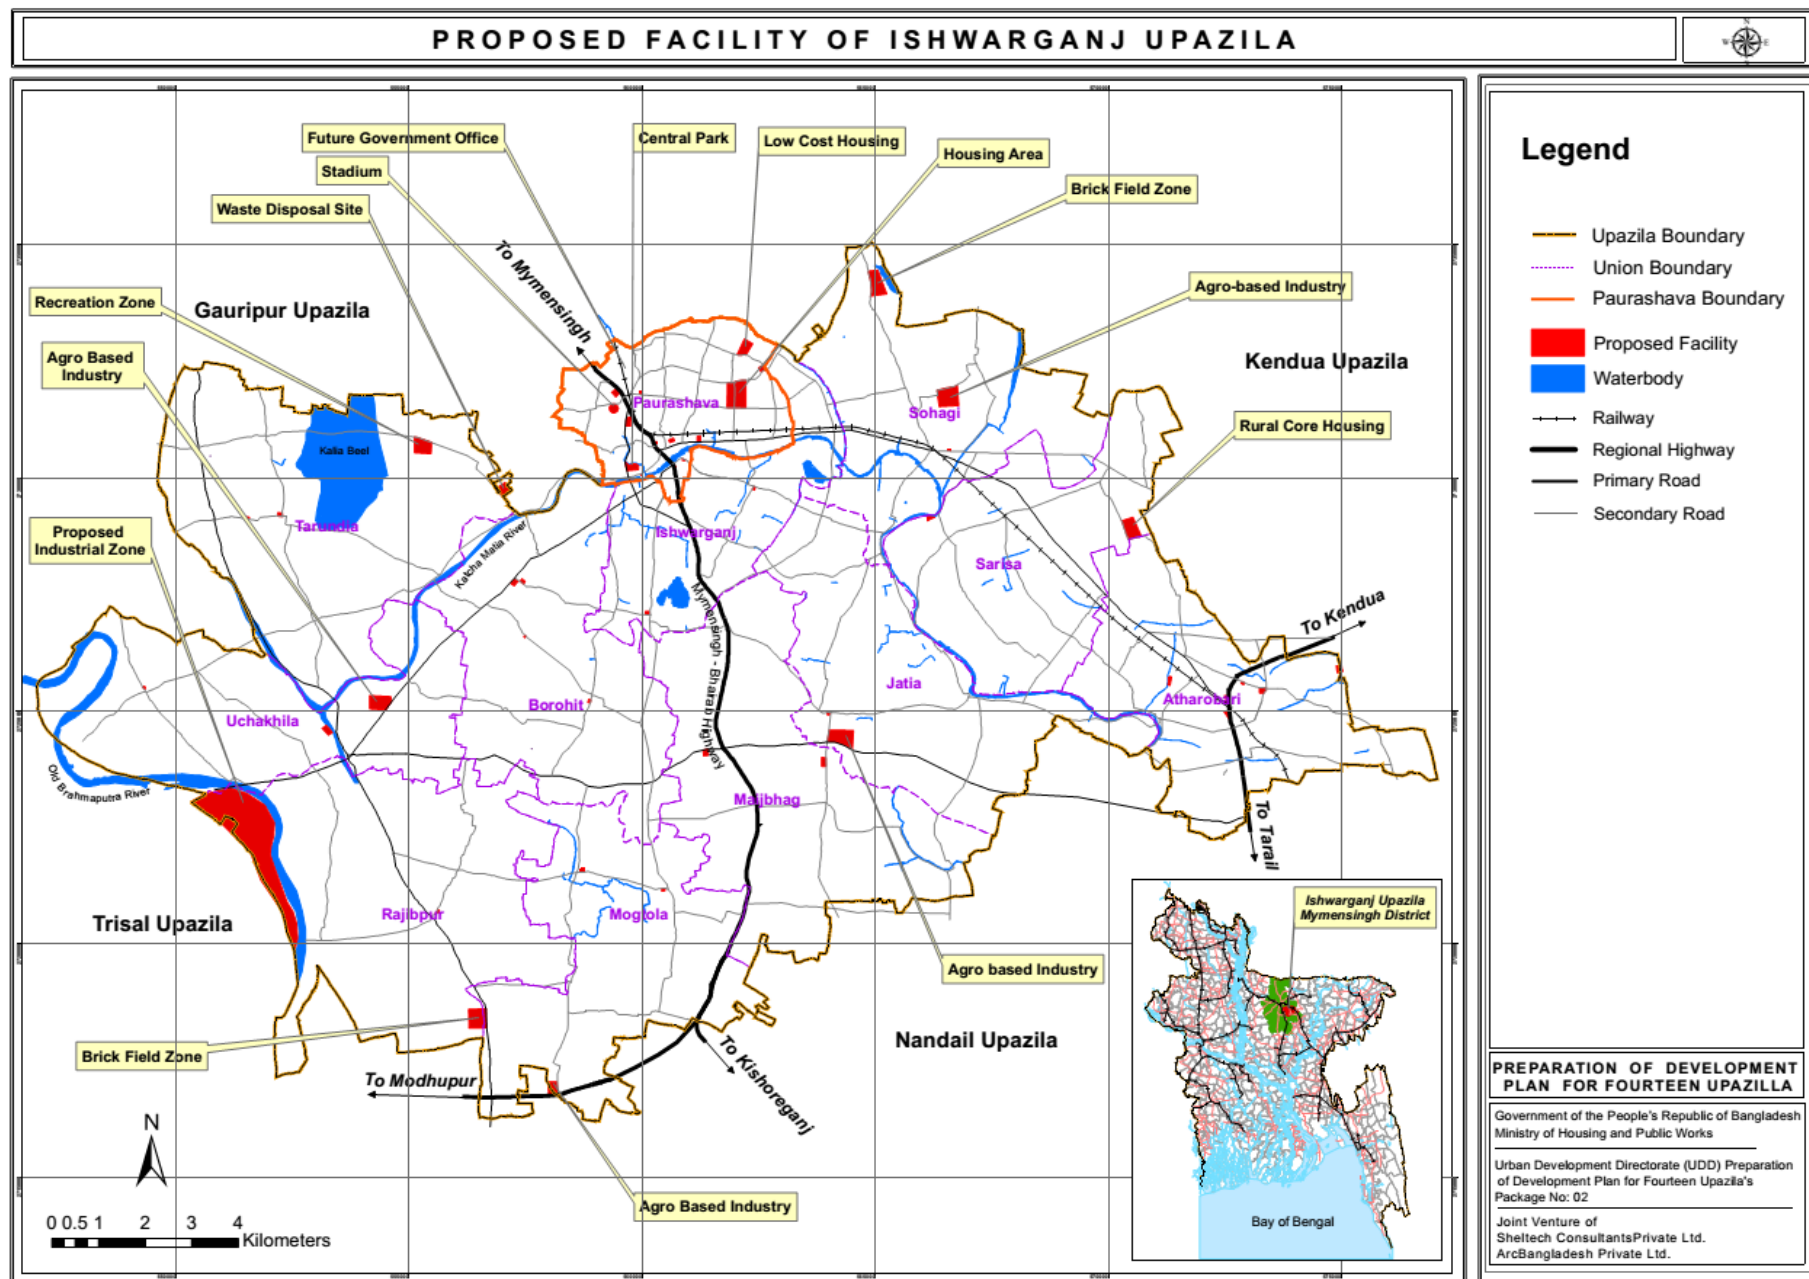 PROPOSED FACILITY OF ISHWARGANJ UPAZILA
N
W E
Future Government Office
Central Park
Low Cost Housing
Housing Area
Stadium
Brick Field Zone
Waste Disposal Site
To Mymensingh
Recreation Zone
Gauripur Upazila
Agro-based Industry
Agro Based
Industry
Kendua Upazila
Paurashava
Sohagi
Rural Core Housing
Kalia Beel
Proposed
Industrial Zone
Tarundia
Ishwarganj
Katcha Matia River
Sarisa
Mymensingh - Bhairab Highway
To Kendua
Jatia
Atharobari
Borohit
Uchakhila
Old Brahmaputra River
Maijbhag
To Tarail
Rajibpur
Mogtola
Trisal Upazila
Agro based Industry
Nandail Upazila
Brick Field Zone
To Modhupur
To Kishoreganj
Agro Based Industry
N
0 0.5 1 2 3 4
Kilometers
Ishwarganj Upazila
Mymensingh District
Bay of Bengal
Legend
Upazila Boundary
Union Boundary
Paurashava Boundary
Proposed Facility
Waterbody
Railway
Regional Highway
Primary Road
Secondary Road
PREPARATION OF DEVELOPMENT
PLAN FOR FOURTEEN UPAZILLA
Government of the People's Republic of Bangladesh
Ministry of Housing and Public Works
Urban Development Directorate (UDD) Preparation
of Development Plan for Fourteen Upazila's
Package No: 02
Joint Venture of
Sheltech ConsultantsPrivate Ltd.
ArcBangladesh Private Ltd.